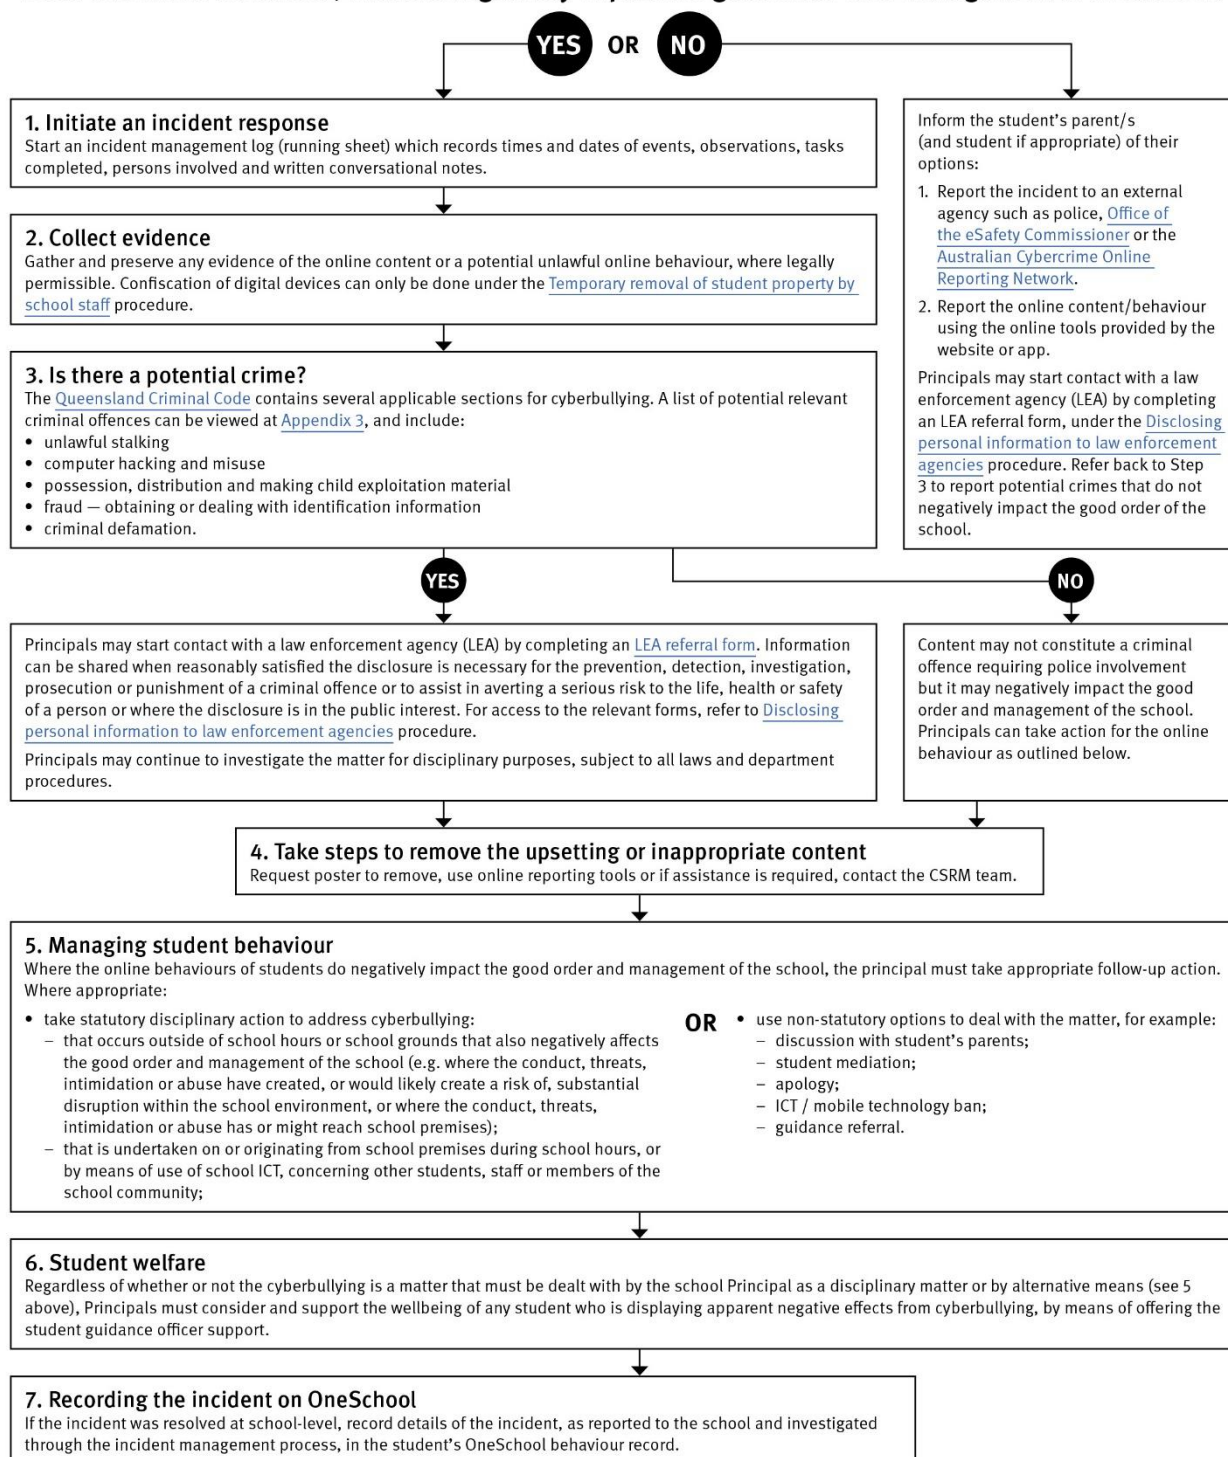 YES OR NO
1. Initiate an incident response
Start an incident management log (running sheet) which records times and dates of events, observations, tasks
completed, persons involved and written conversational notes.
2. Collect evidence
Gather and preserve any evidence of the online content or a potential unlawful online behaviour, where legally
permissible. Confiscation of digital devices can only be done under the Temporary removal of student property by
school staff procedure.
3. Is there a potential crime?
The Queensland Criminal Code contains several applicable sections for cyberbullying. A list of potential relevant
criminal offences can be viewed at Appendix 3, and include:
• unlawful stalking
• computer hacking and misuse
• possession, distribution and making child exploitation material
• fraud — obtaining or dealing with identification information
• criminal defamation.
Inform the student's parent/s
(and student if appropriate) of their
options:
1. Report the incident to an external
agency such as police, Office of
the eSafety Commissioner or the
Australian Cybercrime Online
Reporting Network.
2. Report the online content/behaviour
using the online tools provided by the
website or app.
Principals may start contact with a law
enforcement agency (LEA) by completing
an LEA referral form, under the Disclosing
personal information to law enforcement
agencies procedure. Refer back to Step
3 to report potential crimes that do not
negatively impact the good order of the
school.
YES
NO
Principals may start contact with a law enforcement agency (LEA) by completing an LEA referral form. Information
can be shared when reasonably satisfied the disclosure is necessary for the prevention, detection, investigation,
prosecution or punishment of a criminal offence or to assist in averting a serious risk to the life, health or safety
of a person or where the disclosure is in the public interest. For access to the relevant forms, refer to Disclosing
personal information to law enforcement agencies procedure.
Principals may continue to investigate the matter for disciplinary purposes, subject to all laws and department
procedures.
Content may not constitute a criminal
offence requiring police involvement
but it may negatively impact the good
order and management of the school.
Principals can take action for the online
behaviour as outlined below.
4. Take steps to remove the upsetting or inappropriate content
Request poster to remove, use online reporting tools or if assistance is required, contact the CSRM team.
5. Managing student behaviour
Where the online behaviours of students do negatively impact the good order and management of the school, the principal must take appropriate follow-up action.
Where appropriate:
• take statutory disciplinary action to address cyberbullying:
– that occurs outside of school hours or school grounds that also negatively affects
the good order and management of the school (e.g. where the conduct, threats,
intimidation or abuse have created, or would likely create a risk of, substantial
disruption within the school environment, or where the conduct, threats,
intimidation or abuse has or might reach school premises);
– that is undertaken on or originating from school premises during school hours, or
by means of use of school ICT, concerning other students, staff or members of the
school community;
OR
• use non-statutory options to deal with the matter, for example:
– discussion with student's parents;
– student mediation;
– apology;
– ICT / mobile technology ban;
– guidance referral.
6. Student welfare
Regardless of whether or not the cyberbullying is a matter that must be dealt with by the school Principal as a disciplinary matter or by alternative means (see 5
above), Principals must consider and support the wellbeing of any student who is displaying apparent negative effects from cyberbullying, by means of offering the
student guidance officer support.
7. Recording the incident on OneSchool
If the incident was resolved at school-level, record details of the incident, as reported to the school and investigated
through the incident management process, in the student's OneSchool behaviour record.